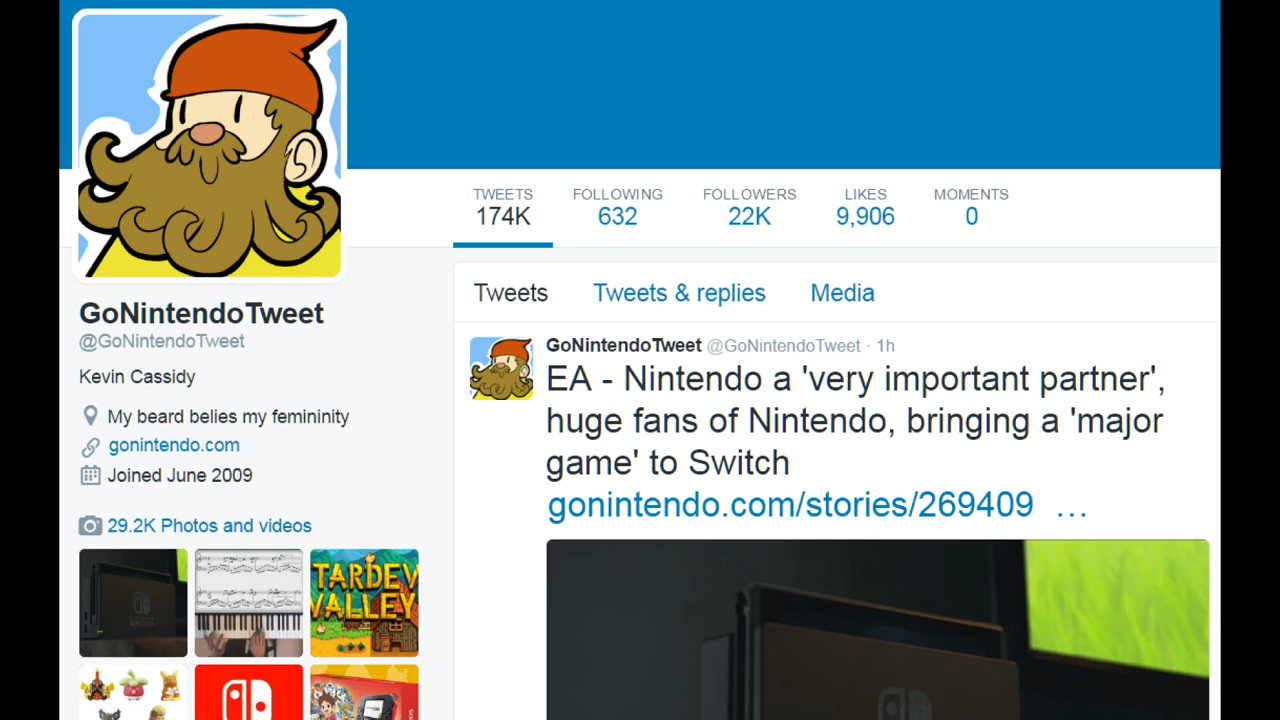 TWEETS FOLLOWING FOLLOWERS LIKES MOMENTS
174K 632 22K 9,906 0
GoNintendoTweet
@GoNintendoTweet
Kevin Cassidy
My beard belies my femininity
gonintendo.com
Joined June 2009
29.2K Photos and videos
TARDEV
VALLEY
Tweets Tweets & replies Media
GoNintendoTweet @GoNintendoTweet · 1h
EA - Nintendo a 'very important partner',
huge fans of Nintendo, bringing a 'major
game' to Switch
gonintendo.com/stories/269409 …